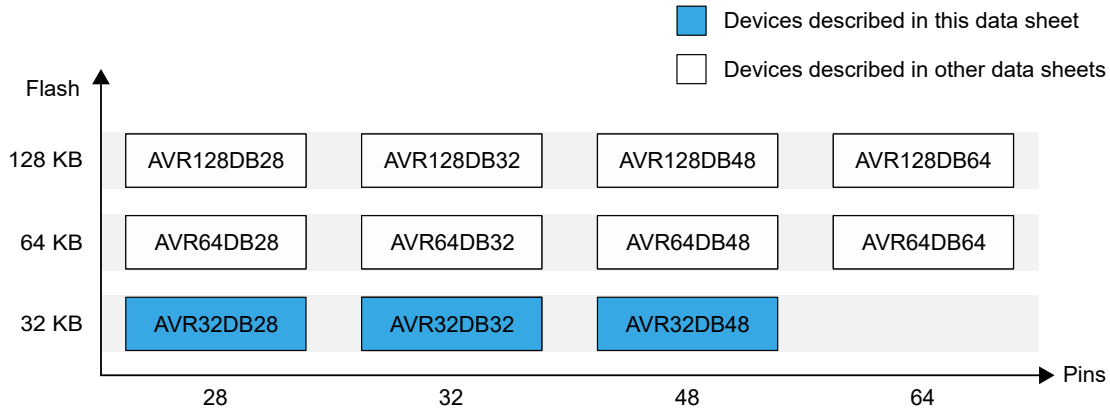 Devices described in this data sheet
Devices described in other data sheets
Flash
128 KB AVR128DB28 AVR128DB32 AVR128DB48 AVR128DB64
64 KB AVR64DB28 AVR64DB32 AVR64DB48 AVR64DB64
32 KB AVR32DB28 AVR32DB32 AVR32DB48
Pins
28 32 48 64